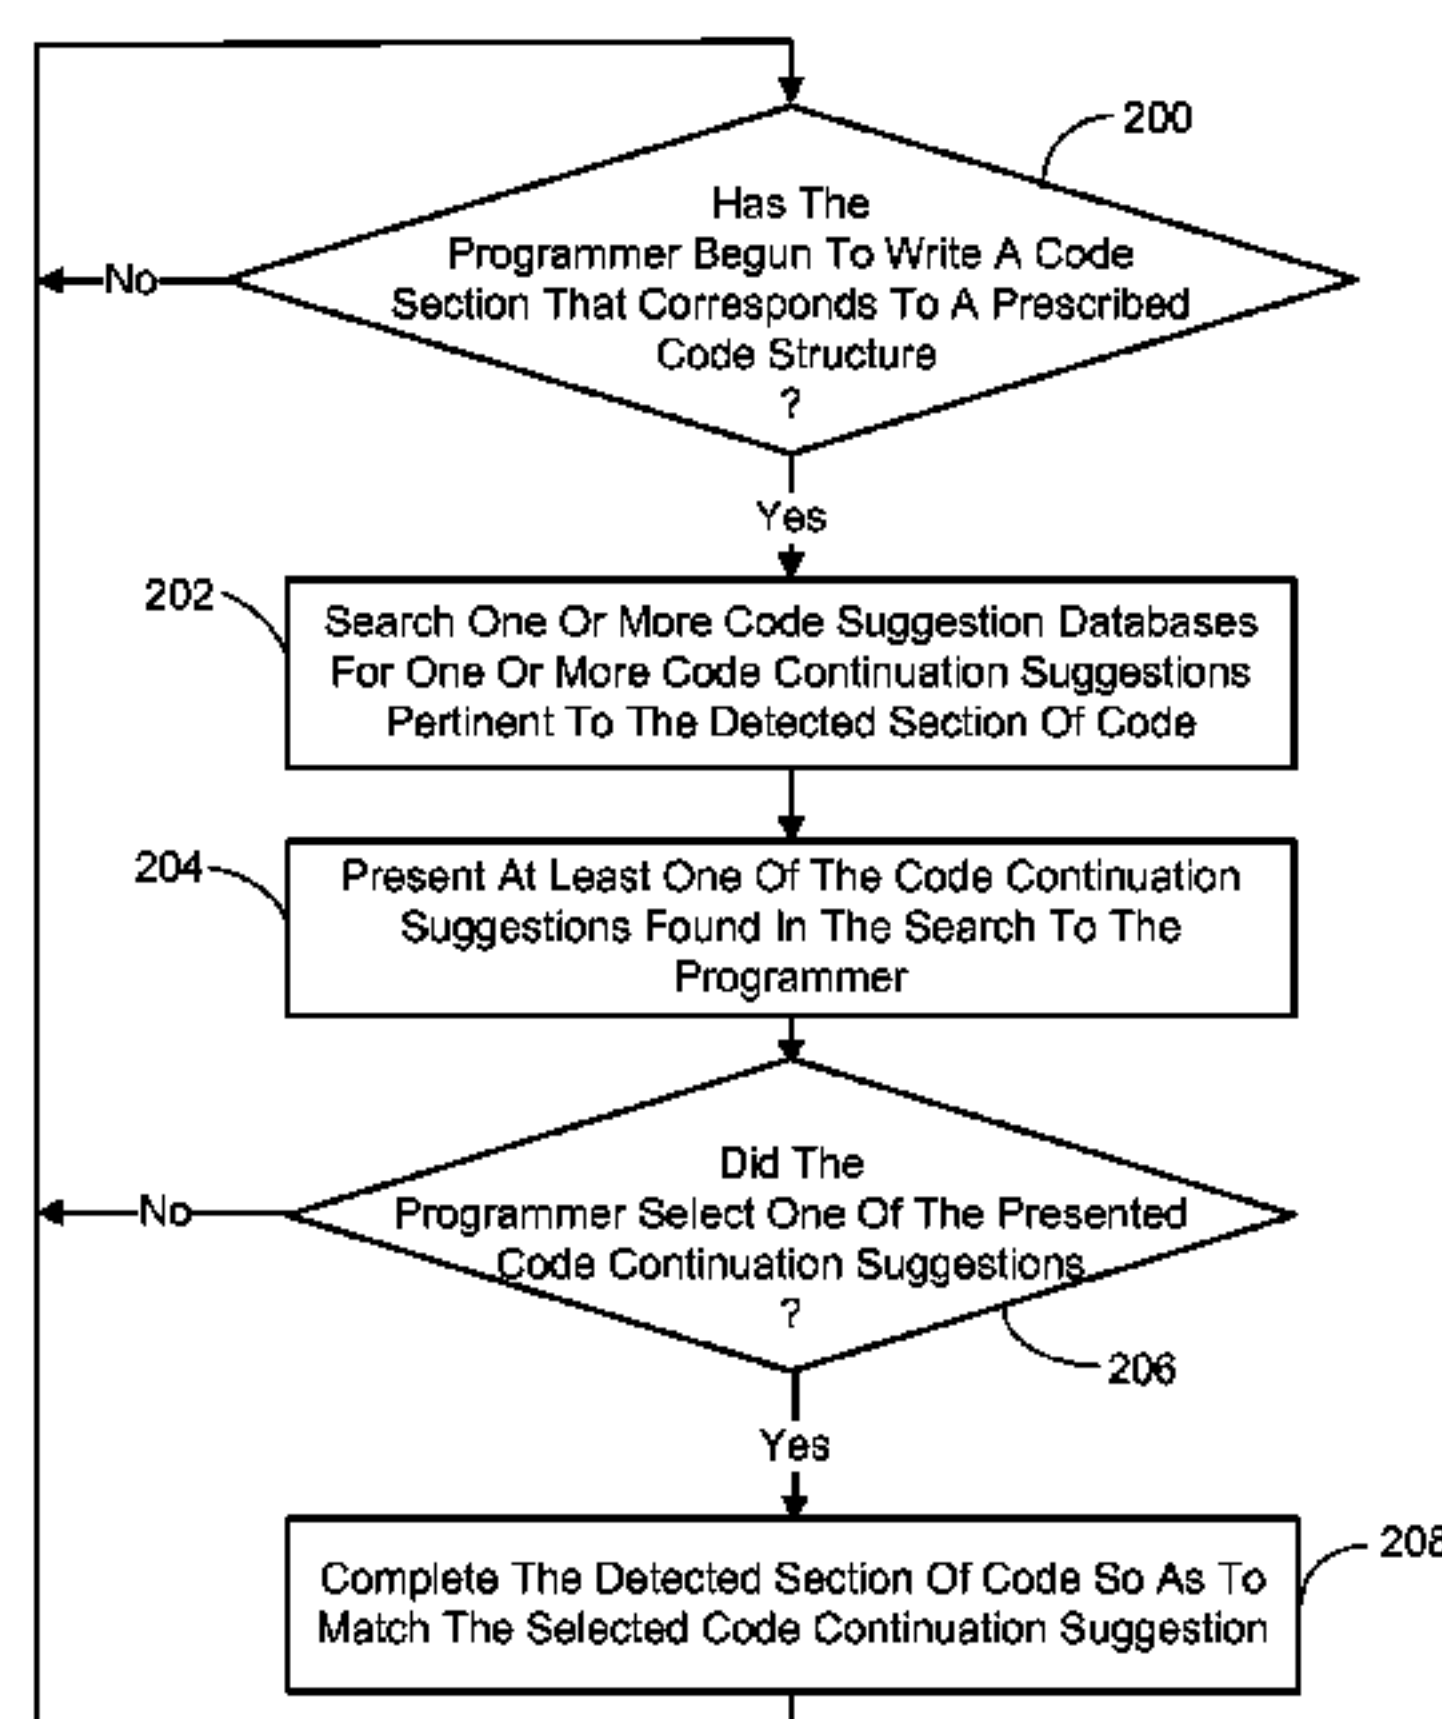 200
Has The
Programmer Begun To Write A Code
Section That Corresponds To A Prescribed
Code Structure
?
No
Yes
202
Search One Or More Code Suggestion Databases
For One Or More Code Continuation Suggestions
Pertinent To The Detected Section Of Code
204
Present At Least One Of The Code Continuation
Suggestions Found In The Search To The
Programmer
Did The
Programmer Select One Of The Presented
Code Continuation Suggestions
?
No
206
Yes
208
Complete The Detected Section Of Code So As To
Match The Selected Code Continuation Suggestion